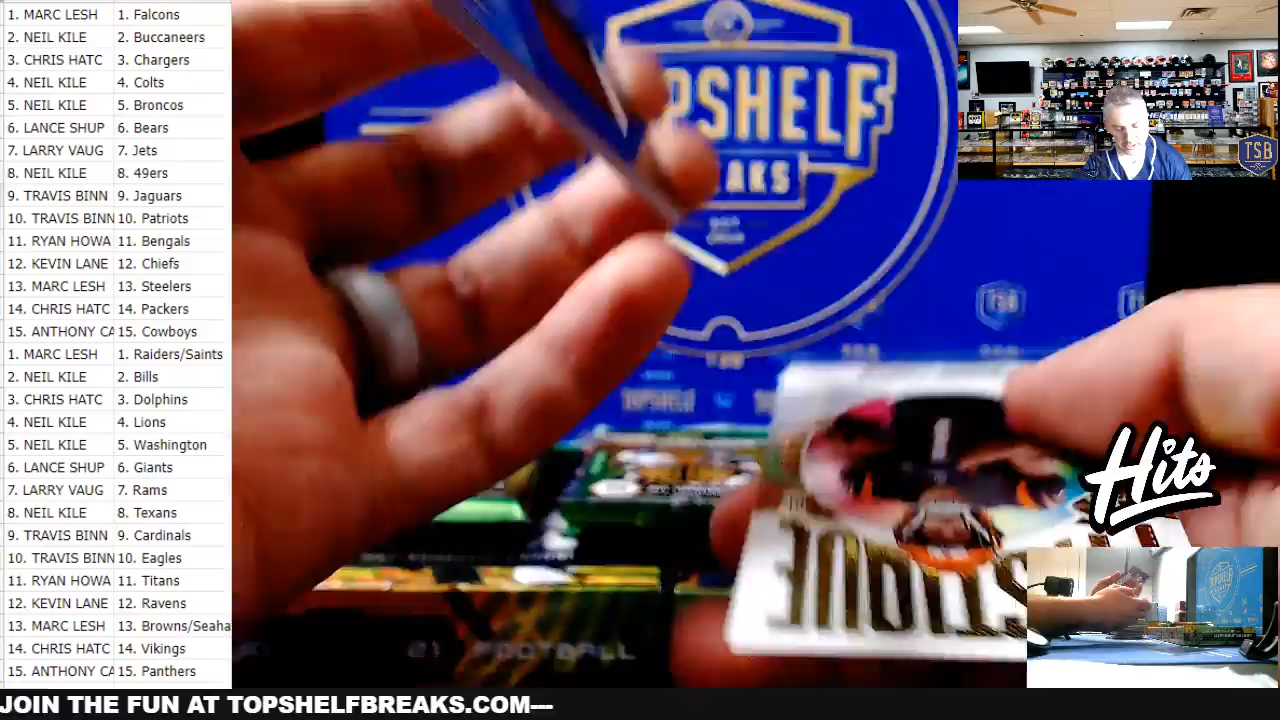 1. MARC LESH 1. Falcons
2. NEIL KILE 2. Buccaneers
3. CHRIS HATC 3. Chargers
4. NEIL KILE 4. Colts
5. NEIL KILE 5. Broncos
6. LANCE SHUP 6. Bears
7. LARRY VAUG 7. Jets
8. NEIL KILE 8. 49ers
9. TRAVIS BINN 9. Jaguars
10. TRAVIS BINN 10. Patriots
11. RYAN HOWA 11. Bengals
12. KEVIN LANE 12. Chiefs
13. MARC LESH 13. Steelers
14. CHRIS HATC 14. Packers
15. ANTHONY CA 15. Cowboys
1. MARC LESH 1. Raiders/Saints
2. NEIL KILE 2. Bills
3. CHRIS HATC 3. Dolphins
4. NEIL KILE 4. Lions
5. NEIL KILE 5. Washington
6. LANCE SHUP 6. Giants
7. LARRY VAUG 7. Rams
8. NEIL KILE 8. Texans
9. TRAVIS BINN 9. Cardinals
10. TRAVIS BINN 10. Eagles
11. RYAN HOWA 11. Titans
12. KEVIN LANE 12. Ravens
13. MARC LESH 13. Browns/Seaha
14. CHRIS HATC 14. Vikings
15. ANTHONY CA 15. Panthers
OPSHELF
EAKS
TSB
TSB
Hits
JOIN THE FUN AT TOPSHELFBREAKS.COM---